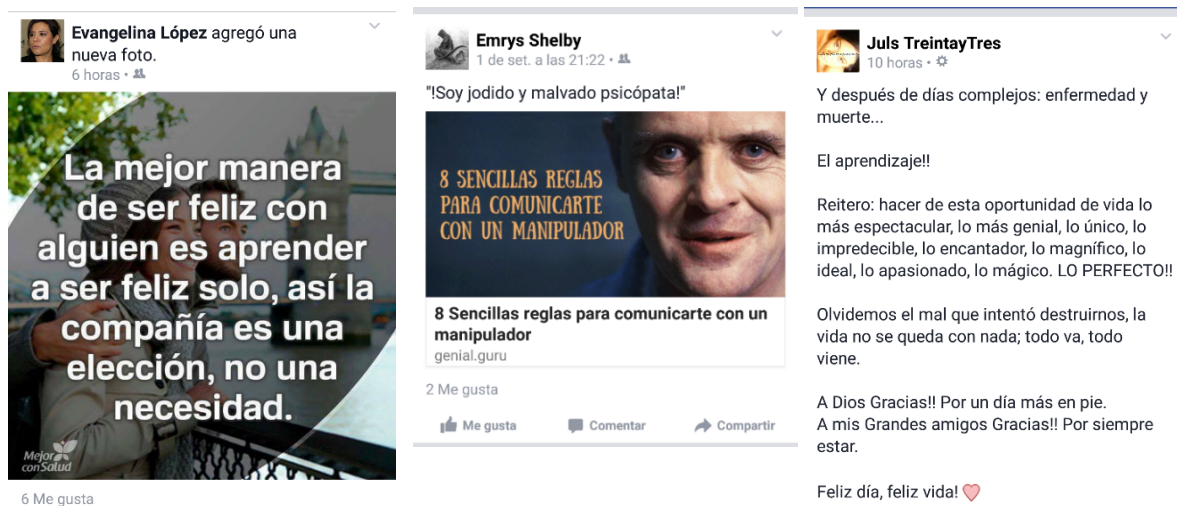 Evangelina López agregó una
nueva foto.
6 horas
La mejor manera
de ser feliz con
alguien es aprender
a ser feliz solo, así la
compañía es una
elección, no una
necesidad.
Mejor
con Salud
6 Me gusta
Emrys Shelby
1 de set. a las 21:22
"!Soy jodido y malvado psicópata!"
8 SENCILLAS REGLAS
PARA COMUNICARTE
CON UN MANIPULADOR
8 Sencillas reglas para comunicarte con un
manipulador
genial.guru
2 Me gusta
Me gusta Comentar Compartir
Juls TreintayTres
10 horas
Y después de días complejos: enfermedad y
muerte...
El aprendizaje!!
Reitero: hacer de esta oportunidad de vida lo
más espectacular, lo más genial, lo único, lo
impredecible, lo encantador, lo magnífico, lo
ideal, lo apasionado, lo mágico. LO PERFECTO!!
Olvidemos el mal que intentó destruirnos, la
vida no se queda con nada; todo va, todo
viene.
A Dios Gracias!! Por un día más en pie.
A mis Grandes amigos Gracias!! Por siempre
estar.
Feliz día, feliz vida!